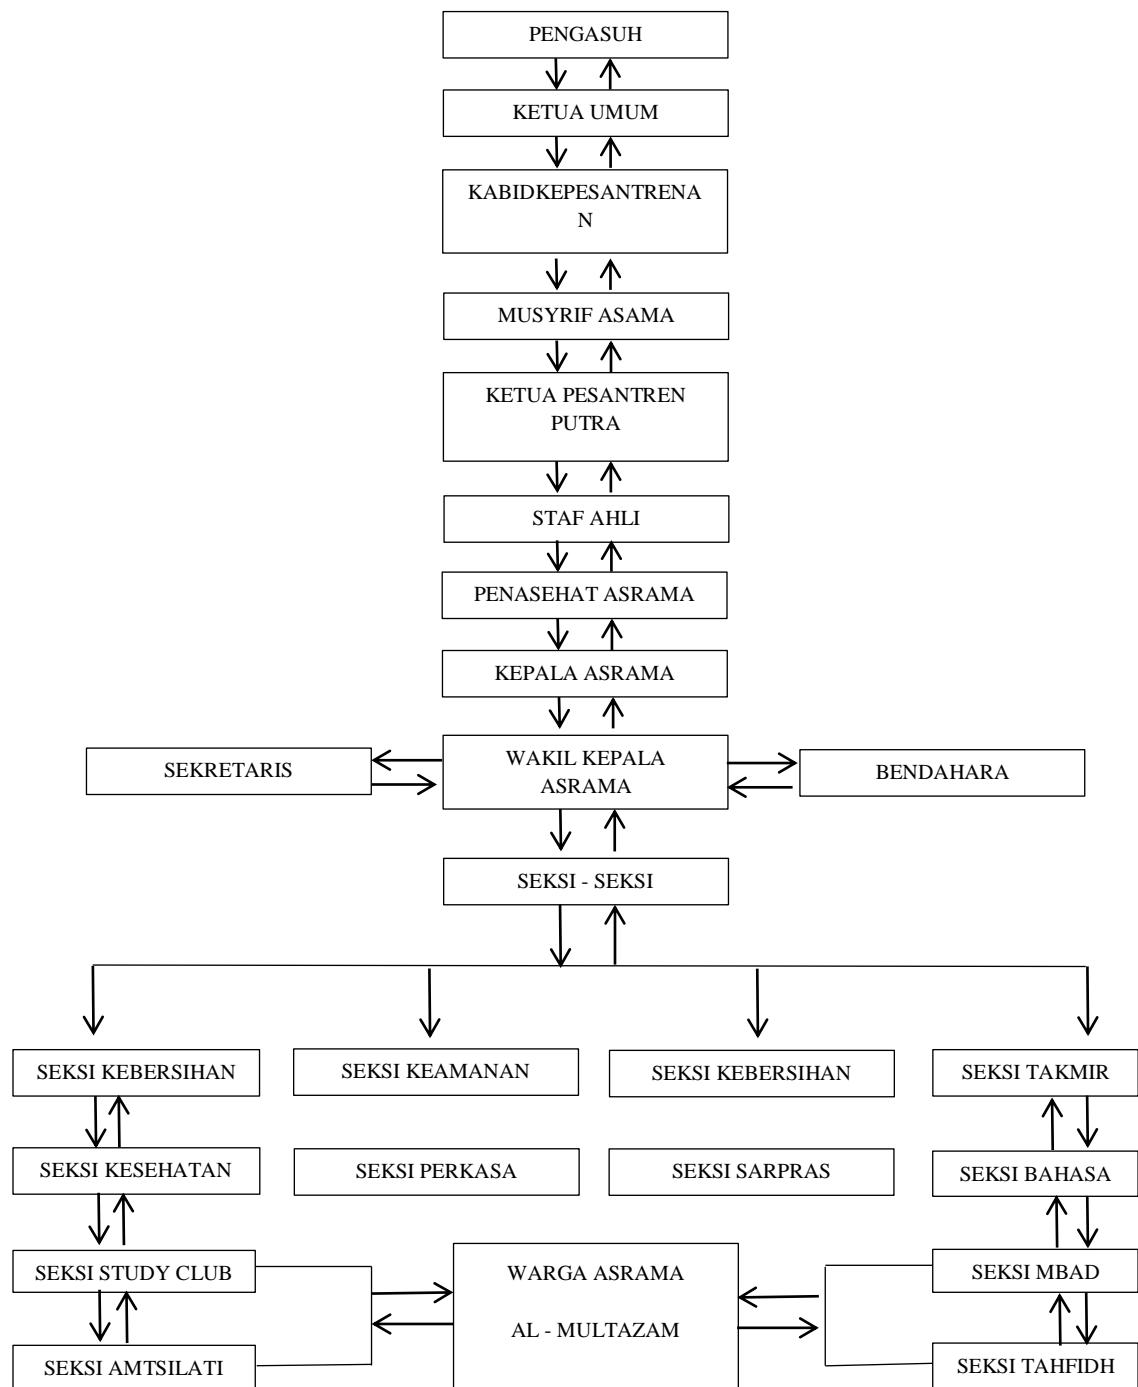 PENGASUH
KETUA UMUM
KABIDKEPESANTRENA
N
MUSYRIF ASAMA
KETUA PESANTREN
PUTRA
STAF AHLI
PENASEHAT ASRAMA
KEPALA ASRAMA
SEKRETARIS
WAKIL KEPALA
ASRAMA
BENDAHARA
SEKSI - SEKSI
SEKSI KEBERSIHAN
SEKSI KEAMANAN
SEKSI KEBERSIHAN
SEKSI TAKMIR
SEKSI KESEHATAN
SEKSI PERKASA
SEKSI SARPRAS
SEKSI BAHASA
SEKSI STUDY CLUB
WARGA ASRAMA
AL - MULTAZAM
SEKSI MBAD
SEKSI AMTSILATI
SEKSI TAHFIDH